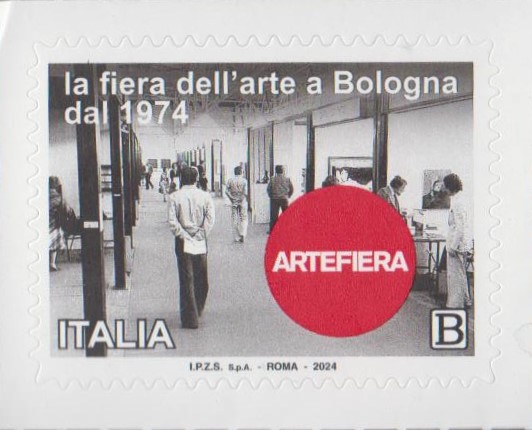 la fiera dell'arte a Bologna
dal 1974
ARTEFIERA
ITALIA
B
I.P.Z.S. S.p.A. - ROMA - 2024